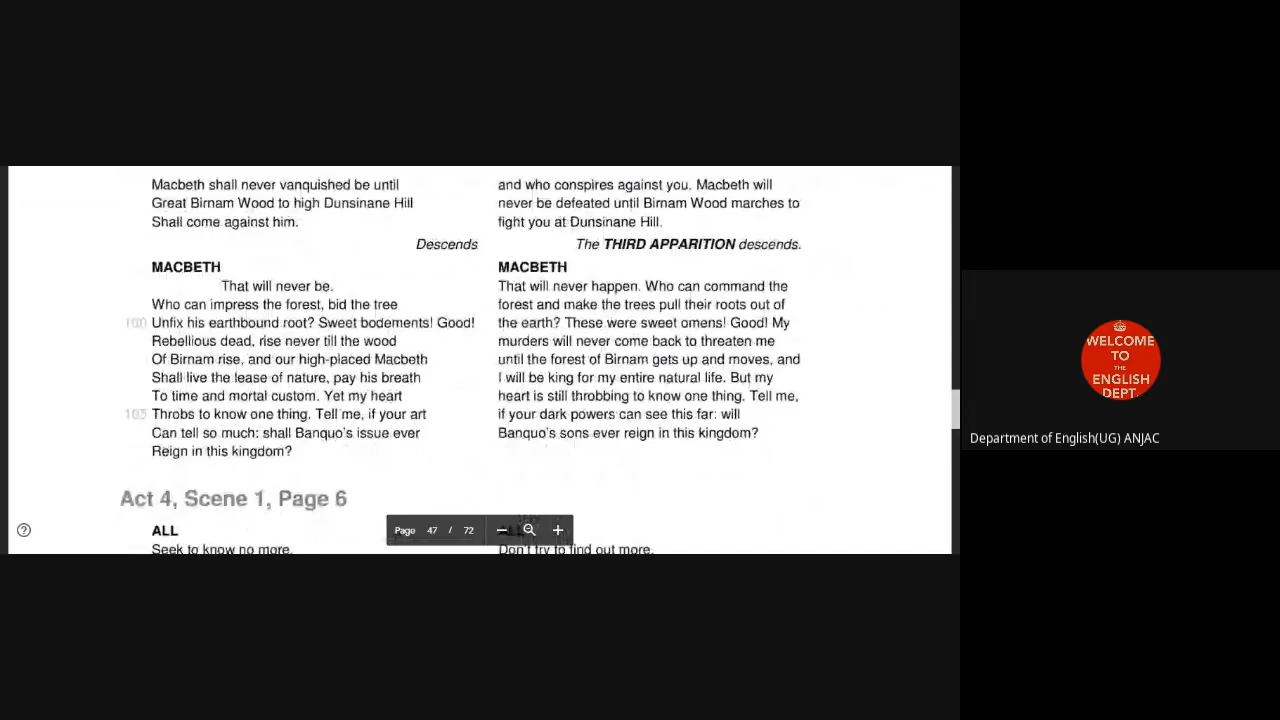 Macbeth shall never vanquished be until
Great Birnam Wood to high Dunsinane Hill
Shall come against him.
Descends
MACBETH
That will never be.
Who can impress the forest, bid the tree
100 Unfix his earthbound root? Sweet bodements! Good!
Rebellious dead, rise never till the wood
Of Birnam rise, and our high-placed Macbeth
Shall live the lease of nature, pay his breath
To time and mortal custom. Yet my heart
105 Throbs to know one thing. Tell me, if your art
Can tell so much: shall Banquo's issue ever
Reign in this kingdom?
and who conspires against you. Macbeth will
never be defeated until Birnam Wood marches to
fight you at Dunsinane Hill.
The THIRD APPARITION descends.
MACBETH
That will never happen. Who can command the
forest and make the trees pull their roots out of
the earth? These were sweet omens! Good! My
murders will never come back to threaten me
until the forest of Birnam gets up and moves, and
I will be king for my entire natural life. But my
heart is still throbbing to know one thing. Tell me,
if your dark powers can see this far: will
Banquo's sons ever reign in this kingdom?
Act 4, Scene 1, Page 6
ALL
Seek to know no more.
Don't try to find out more.
Page 47 / 72
WELCOME
TO
THE
ENGLISH
DEPT.
Department of English(UG) ANJAC